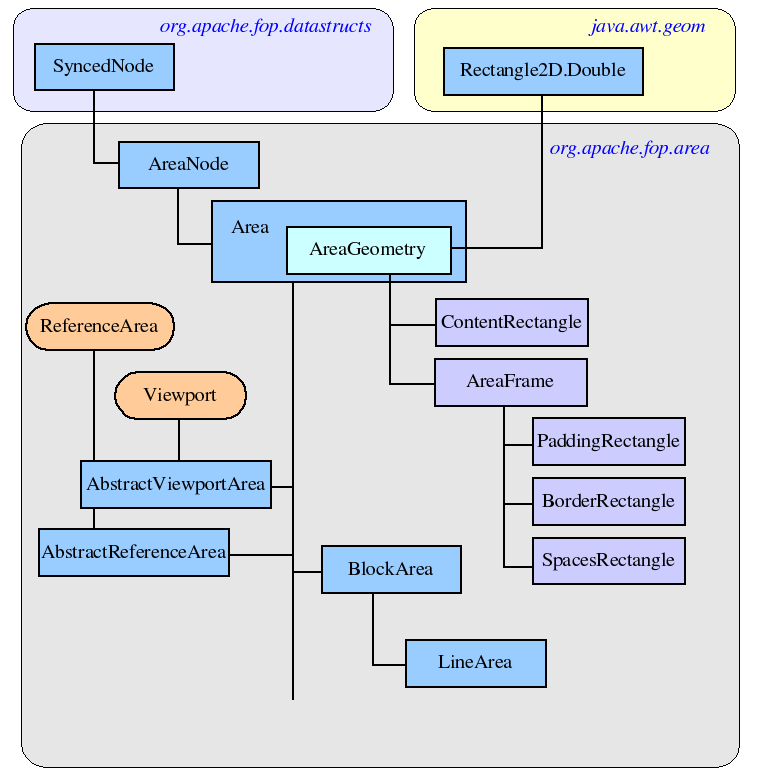 org.apache.fop.datastructs
java.awt.geom
SyncedNode
Rectangle2D.Double
org.apache.fop.area
AreaNode
Area
AreaGeometry
ReferenceArea
ContentRectangle
Viewport
AreaFrame
PaddingRectangle
AbstractViewportArea
BorderRectangle
AbstractReferenceArea
BlockArea
SpacesRectangle
LineArea